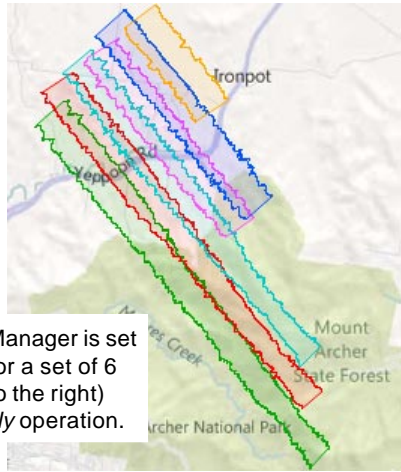 Ironpot
Yeppoon Rd
Manager is set
or a set of 6
o the right)
ly operation.
Mount
Archer
State Forest
Creek
Archer National Park